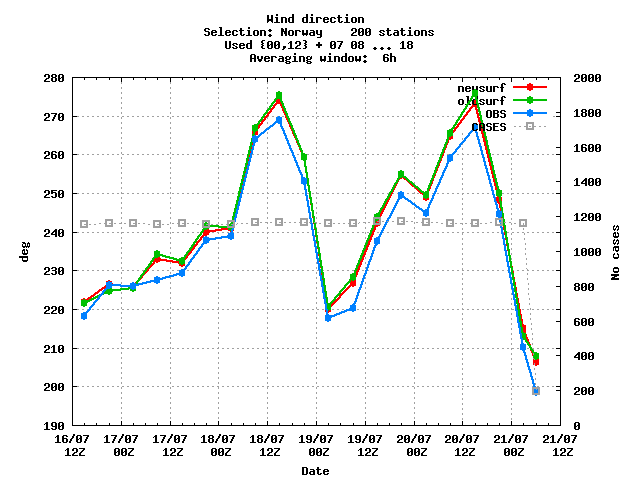 Wind direction
Selection: Norway    200 stations
Used {00,12} + 07 08 ... 18
Averaging window:  6h
280
270
260
250
240
230
220
210
200
190
deg
2000
1800
1600
1400
1200
1000
800
600
400
200
0
No cases
newsurf
oldsurf
OBS
CASES
16/07 17/07 17/07 18/07 18/07 19/07 19/07 20/07 20/07 21/07 21/07
12Z 00Z 12Z 00Z 12Z 00Z 12Z 00Z 12Z 00Z 12Z
Date